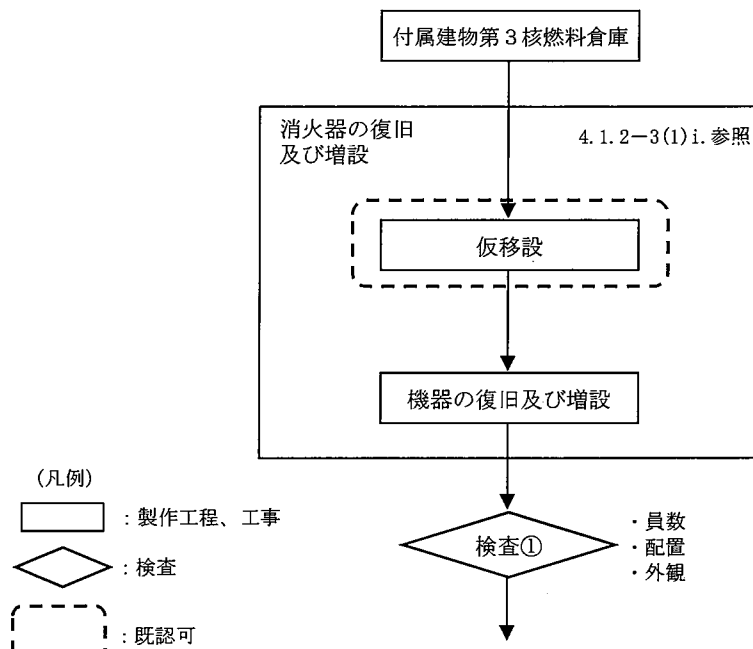 付属建物第３核燃料倉庫
消火器の復旧
及び増設
4.1.2－3(1)i.参照
仮移設
機器の復旧及び増設
検査①
・員数
・配置
・外観
(凡例)
：製作工程、工事
：検査
：既認可